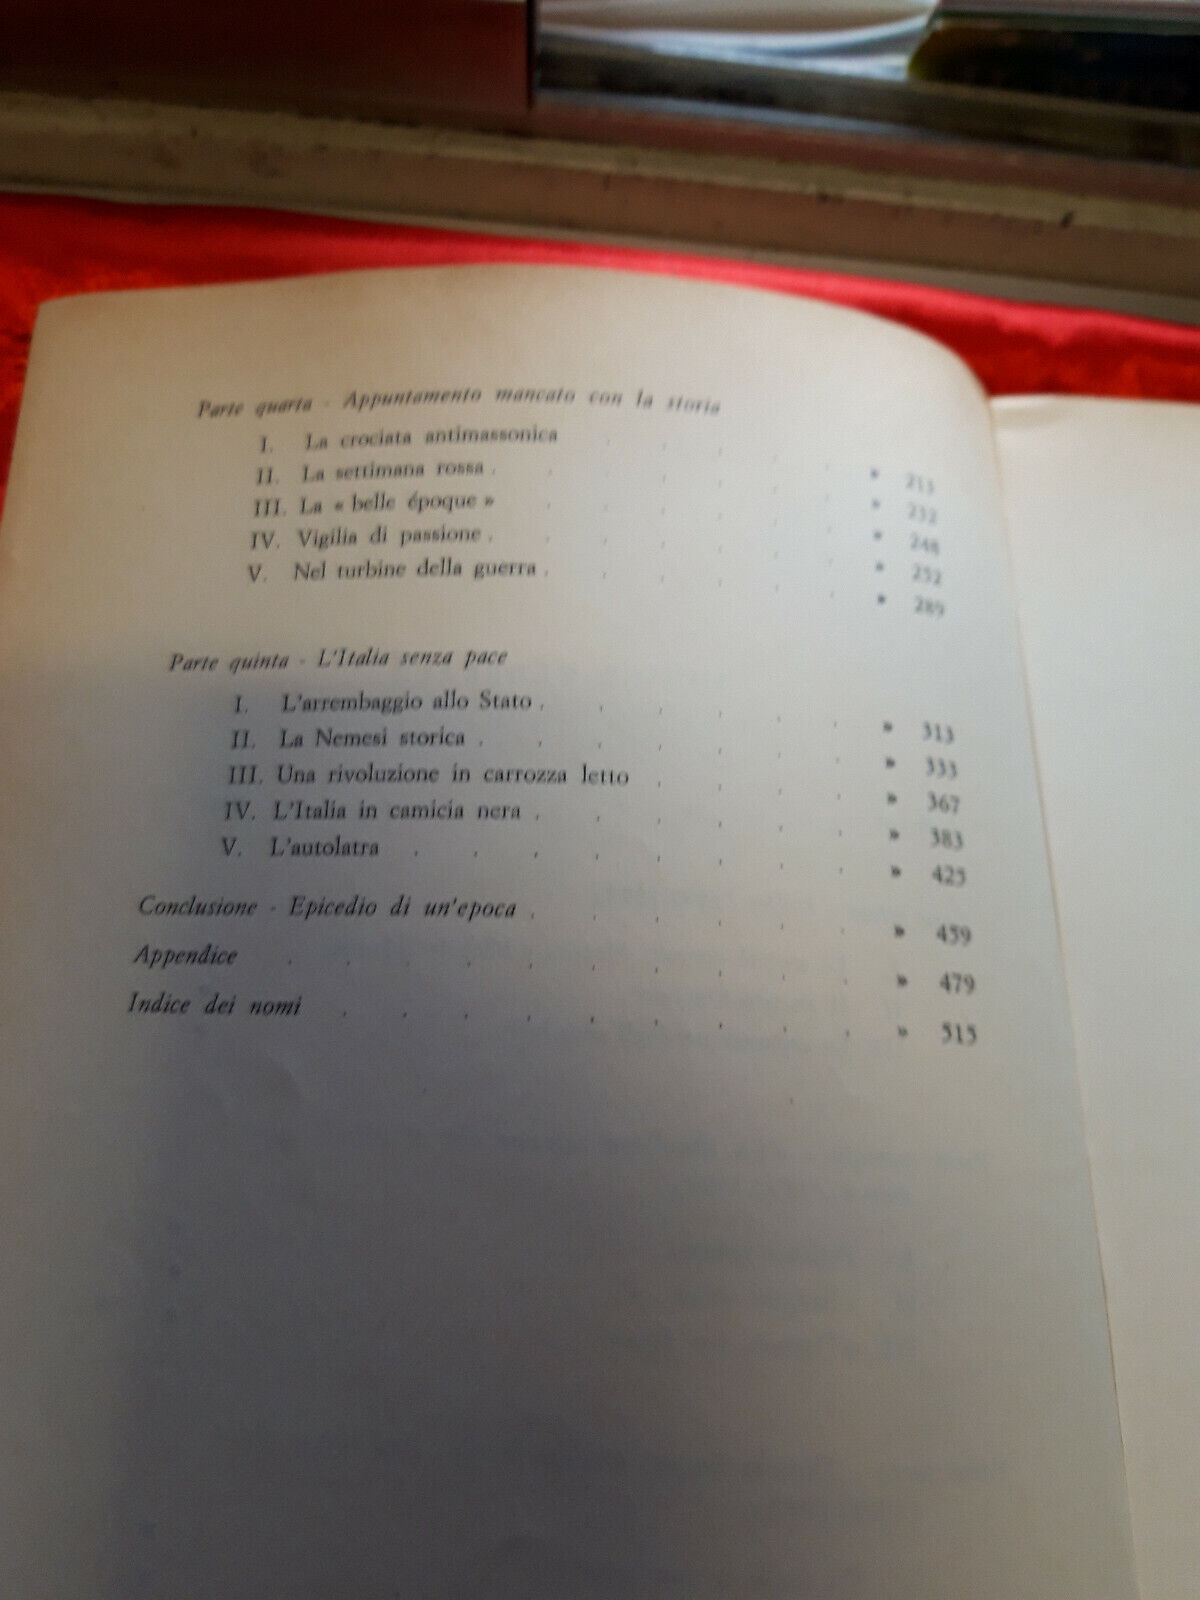 Parte quarta - Appuntamento mancato con la storia
I. La crociata antimassonica . . . . . » 213
II. La settimana rossa . . . . . . . » 232
III. La « belle époque » . . . . . . » 248
IV. Vigilia di passione . . . . . . . » 252
V. Nel turbine della guerra . . . . . . » 289
Parte quinta - L'Italia senza pace
I. L'arrembaggio allo Stato . . . . . . » 313
II. La Nemesi storica . . . . . . . » 333
III. Una rivoluzione in carrozza letto . . . . » 367
IV. L'Italia in camicia nera . . . . . . » 383
V. L'autolatra . . . . . . . . » 425
Conclusione - Epicedio di un'epoca . . . . . . » 459
Appendice . . . . . . . . . . » 479
Indice dei nomi . . . . . . . . . » 515